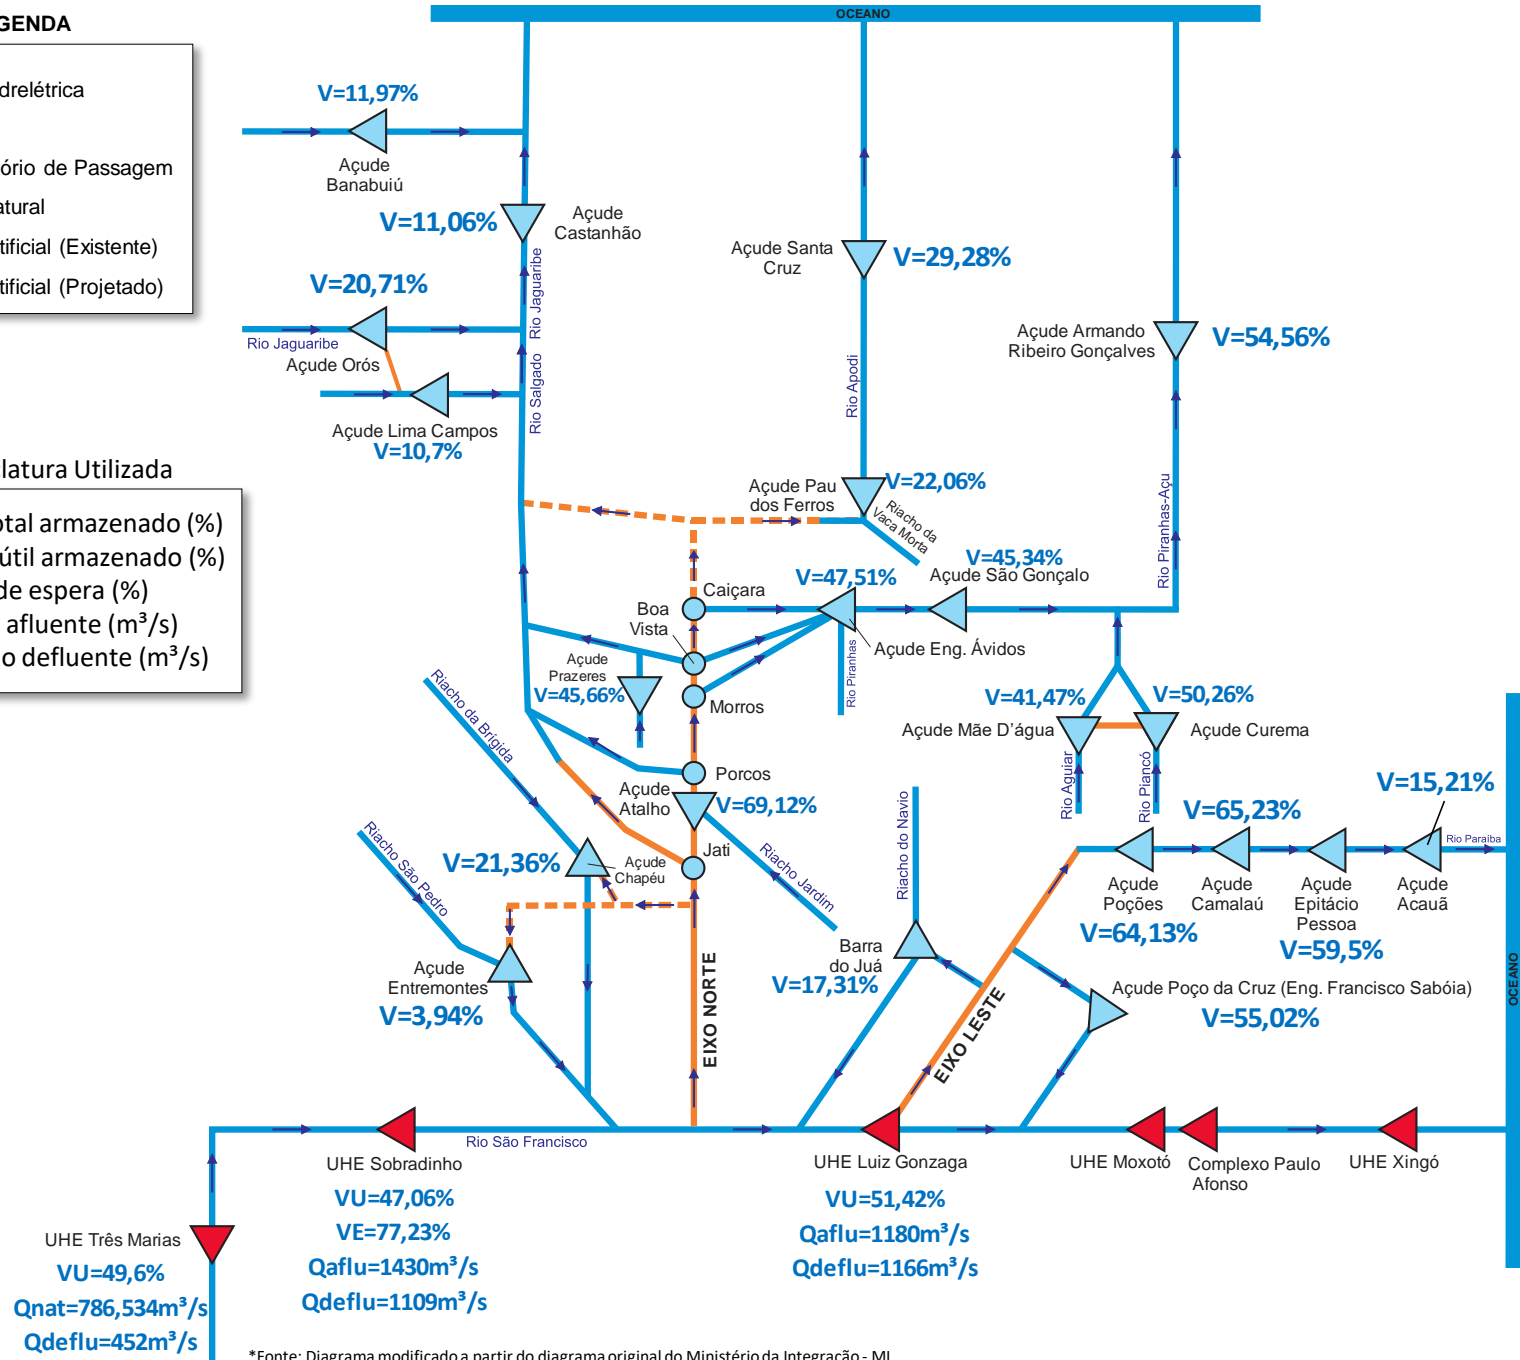 OCEANO
GENDA
drelétrica
ório de Passagem
atural
tificial (Existente)
tificial (Projetado)
V=11,97%
Açude
Banabuiú
V=11,06%
Açude
Castanhão
V=20,71%
Rio Jaguaribe
Rio Jaguaribe
Açude Orós
Rio Salgado
Açude Lima Campos
V=10,7%
Açude Santa
Cruz
V=29,28%
Rio Apodi
Açude Armando
Ribeiro Gonçalves
V=54,56%
Rio Piranhas-Açu
clatura Utilizada
otal armazenado (%)
útil armazenado (%)
de espera (%)
afluente (m³/s)
o defluente (m³/s)
Açude Pau
dos Ferros
V=22,06%
Riacho da
Vaca Morta
V=45,34%
Açude São Gonçalo
V=47,51%
Caiçara
Boa
Vista
Açude Eng. Ávidos
Rio Piranhas
Açude
Prazeres
V=45,66%
Morros
Riacho da Brígida
Porcos
Açude
Atalho
V=69,12%
V=41,47%
V=50,26%
Açude Mãe D'água
Açude Curema
Rio Aguiar
Rio Piancó
V=15,21%
V=65,23%
Rio Paraíba
Riacho do Navio
Riacho São Pedro
V=21,36%
Açude
Chapéu
Jati
Riacho Jardim
Açude
Poções
V=64,13%
Açude
Camalaú
Açude
Epitácio
Pessoa
V=59,5%
Açude
Acauã
Açude
Entremontes
V=3,94%
EIXO NORTE
Barra
do Juá
V=17,31%
EIXO LESTE
Açude Poço da Cruz (Eng. Francisco Sabóia)
V=55,02%
OCEANO
Rio São Francisco
UHE Sobradinho
VU=47,06%
VE=77,23%
Qaflu=1430m³/s
Qdeflu=1109m³/s
UHE Luiz Gonzaga
VU=51,42%
Qaflu=1180m³/s
Qdeflu=1166m³/s
UHE Moxotó
Complexo Paulo
Afonso
UHE Xingó
UHE Três Marias
VU=49,6%
Qnat=786,534m³/s
Qdeflu=452m³/s
*Fonte: Diagrama modificado a partir do diagrama original do Ministério da Integração - MI